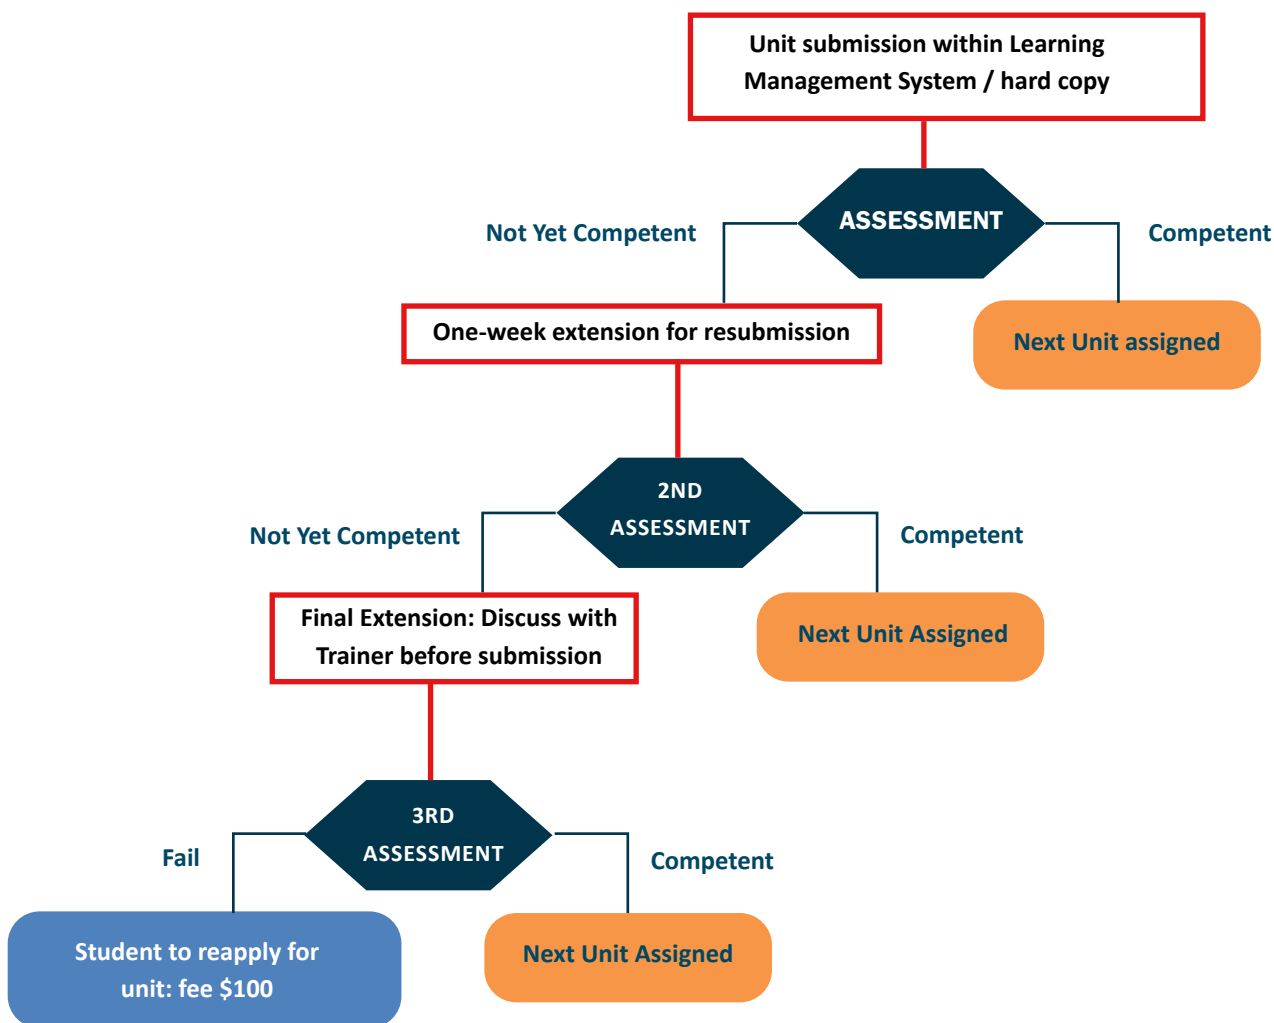 Unit submission within Learning
Management System / hard copy
ASSESSMENT
Not Yet Competent
Competent
One-week extension for resubmission
Next Unit assigned
2ND
ASSESSMENT
Not Yet Competent
Competent
Final Extension: Discuss with
Trainer before submission
Next Unit Assigned
3RD
ASSESSMENT
Fail
Competent
Student to reapply for
unit: fee $100
Next Unit Assigned